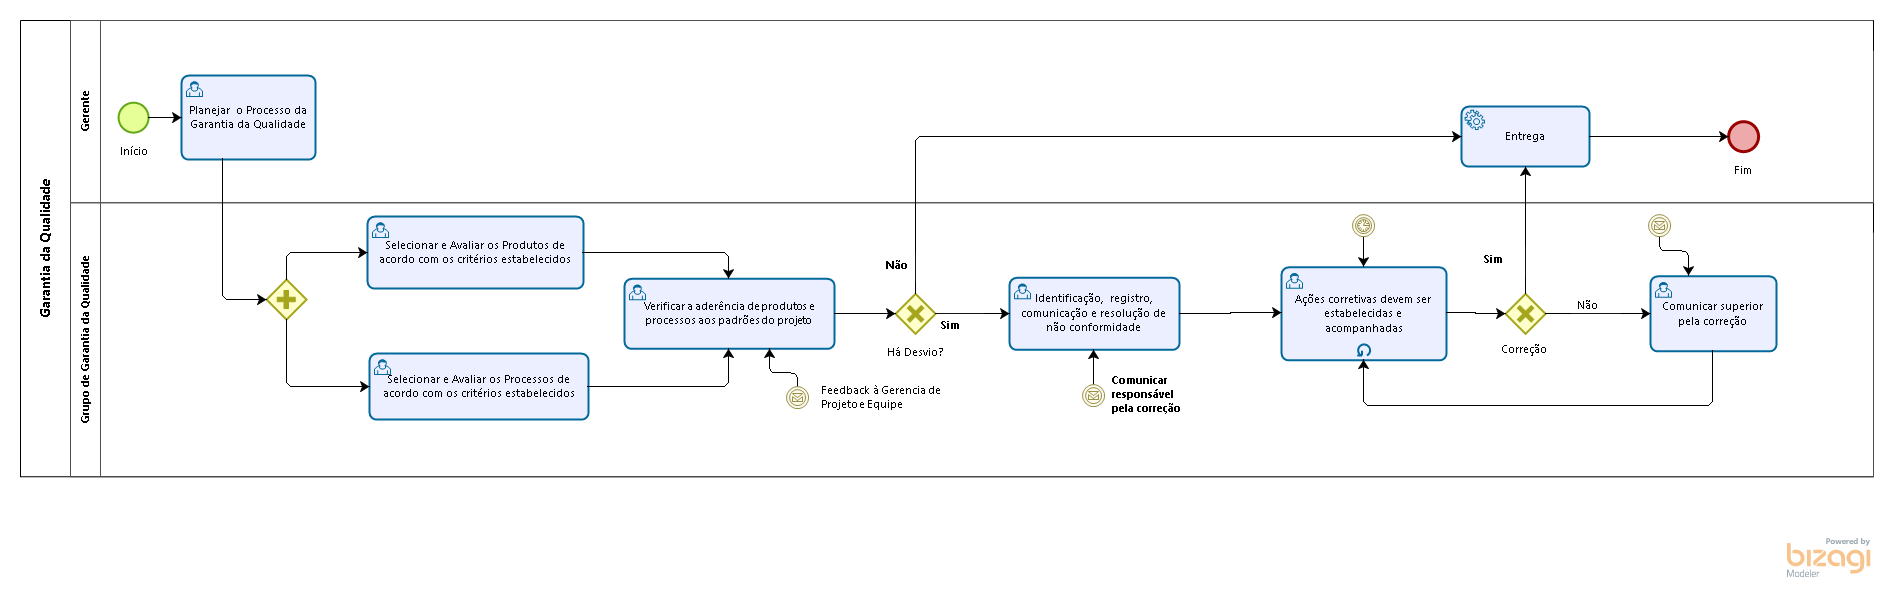 Garantia da Qualidade
Gerente
Início
Planejar o Processo da
Garantia da Qualidade
Entrega
Fim
Grupo de Garantia da Qualidade
Selecionar e Avaliar os Produtos de
acordo com os critérios estabelecidos
Selecionar e Avaliar os Processos de
acordo com os critérios estabelecidos
Verificar a aderência de produtos e
processos aos padrões do projeto
Feedback à Gerencia de
Projeto e Equipe
Não
Sim
Há Desvio?
Identificação, registro,
comunicação e resolução de
não conformidade
Comunicar
responsável
pela correção
Ações corretivas devem ser
estabelecidas e
acompanhadas
Sim
Não
Correção
Comunicar superior
pela correção
Powered by
bizagi
Modeler